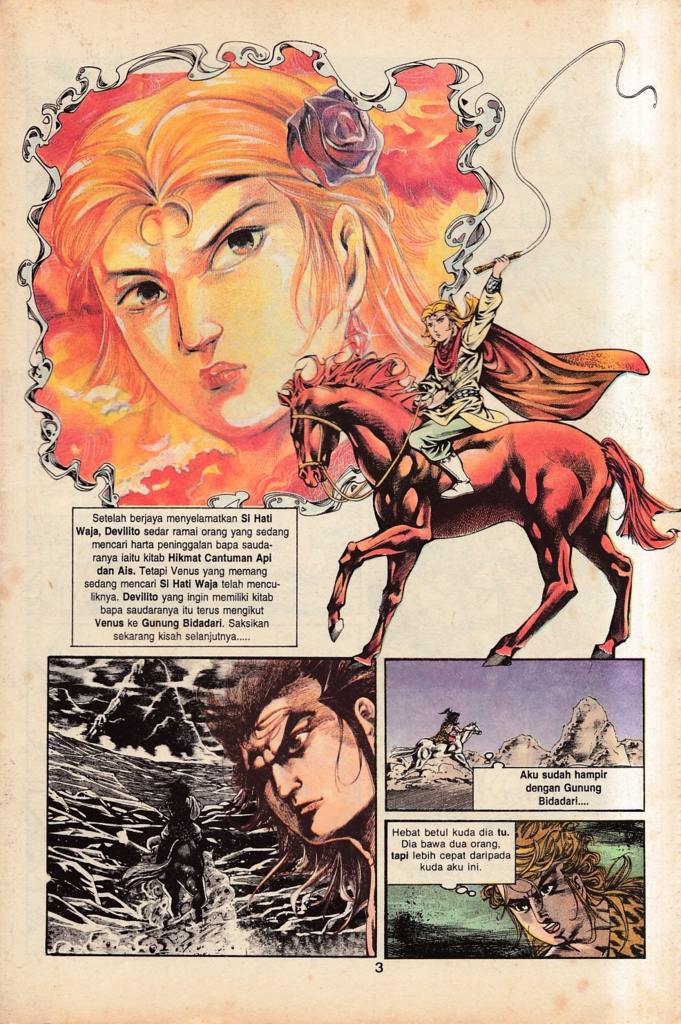 Setelah berjaya menyelamatkan Si Hati
Waja, Devilito sedar ramai orang yang sedang
mencari harta peninggalan bapa sauda-
ranya iaitu kitab Hikmat Cantuman Api
dan Ais. Tetapi Venus yang memang
sedang mencari Si Hati Waja telah mencu-
liknya. Devilito yang ingin memiliki kitab
bapa saudaranya itu terus mengikut
Venus ke Gunung Bidadari. Saksikan
sekarang kisah selanjutnya.....
Aku sudah hampir
dengan Gunung
Bidadari....
Hebat betul kuda dia tu.
Dia bawa dua orang,
tapi lebih cepat daripada
kuda aku ini.
3